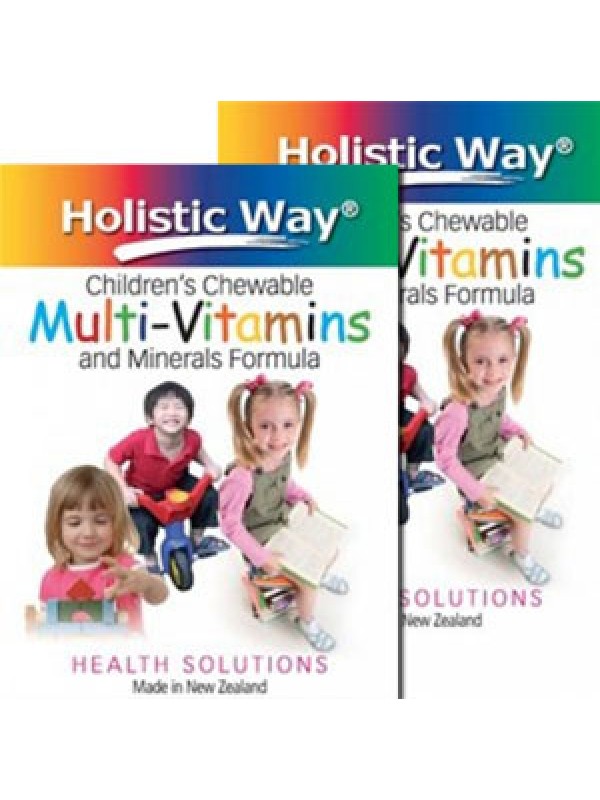 Holistic Way®
Children's Chewable
Multi-Vitamins
and Minerals Formula
HEALTH SOLUTIONS
Made in New Zealand
Holistic Way®
s Chewable
Vitamins
rals Formula
SOLUTIONS
New Zealand